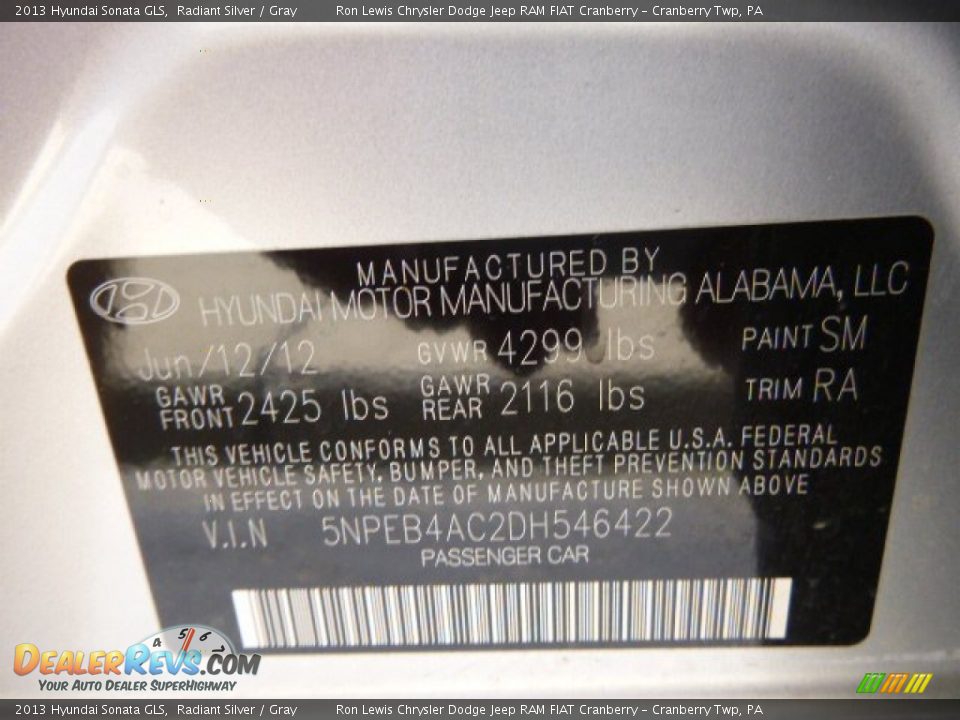 2013 Hyundai Sonata GLS, Radiant Silver / Gray Ron Lewis Chrysler Dodge Jeep RAM FIAT Cranberry – Cranberry Twp, PA
MANUFACTURED BY
HYUNDAI MOTOR MANUFACTURING ALABAMA, LLC
Jun/12/12 GVWR 4299 lbs PAINT SM
GAWR FRONT 2425 lbs GAWR REAR 2116 lbs TRIM RA
THIS VEHICLE CONFORMS TO ALL APPLICABLE U.S.A. FEDERAL
MOTOR VEHICLE SAFETY, BUMPER, AND THEFT PREVENTION STANDARDS
IN EFFECT ON THE DATE OF MANUFACTURE SHOWN ABOVE
V.I.N 5NPEB4AC2DH546422
PASSENGER CAR
4 5 6
DEALERREVS.COM
YOUR AUTO DEALER SUPERHIGHWAY
2013 Hyundai Sonata GLS, Radiant Silver / Gray Ron Lewis Chrysler Dodge Jeep RAM FIAT Cranberry – Cranberry Twp, PA